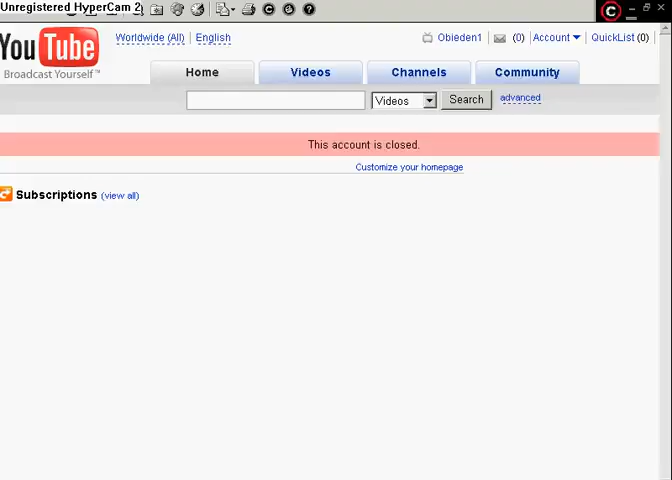 Unregistered HyperCam 2
YouTube
Broadcast Yourself™
Worldwide (All) | English
Obieden1 (0) Account QuickList (0)
Home Videos Channels Community
Videos Search advanced
This account is closed.
Customize your homepage
Subscriptions (view all)